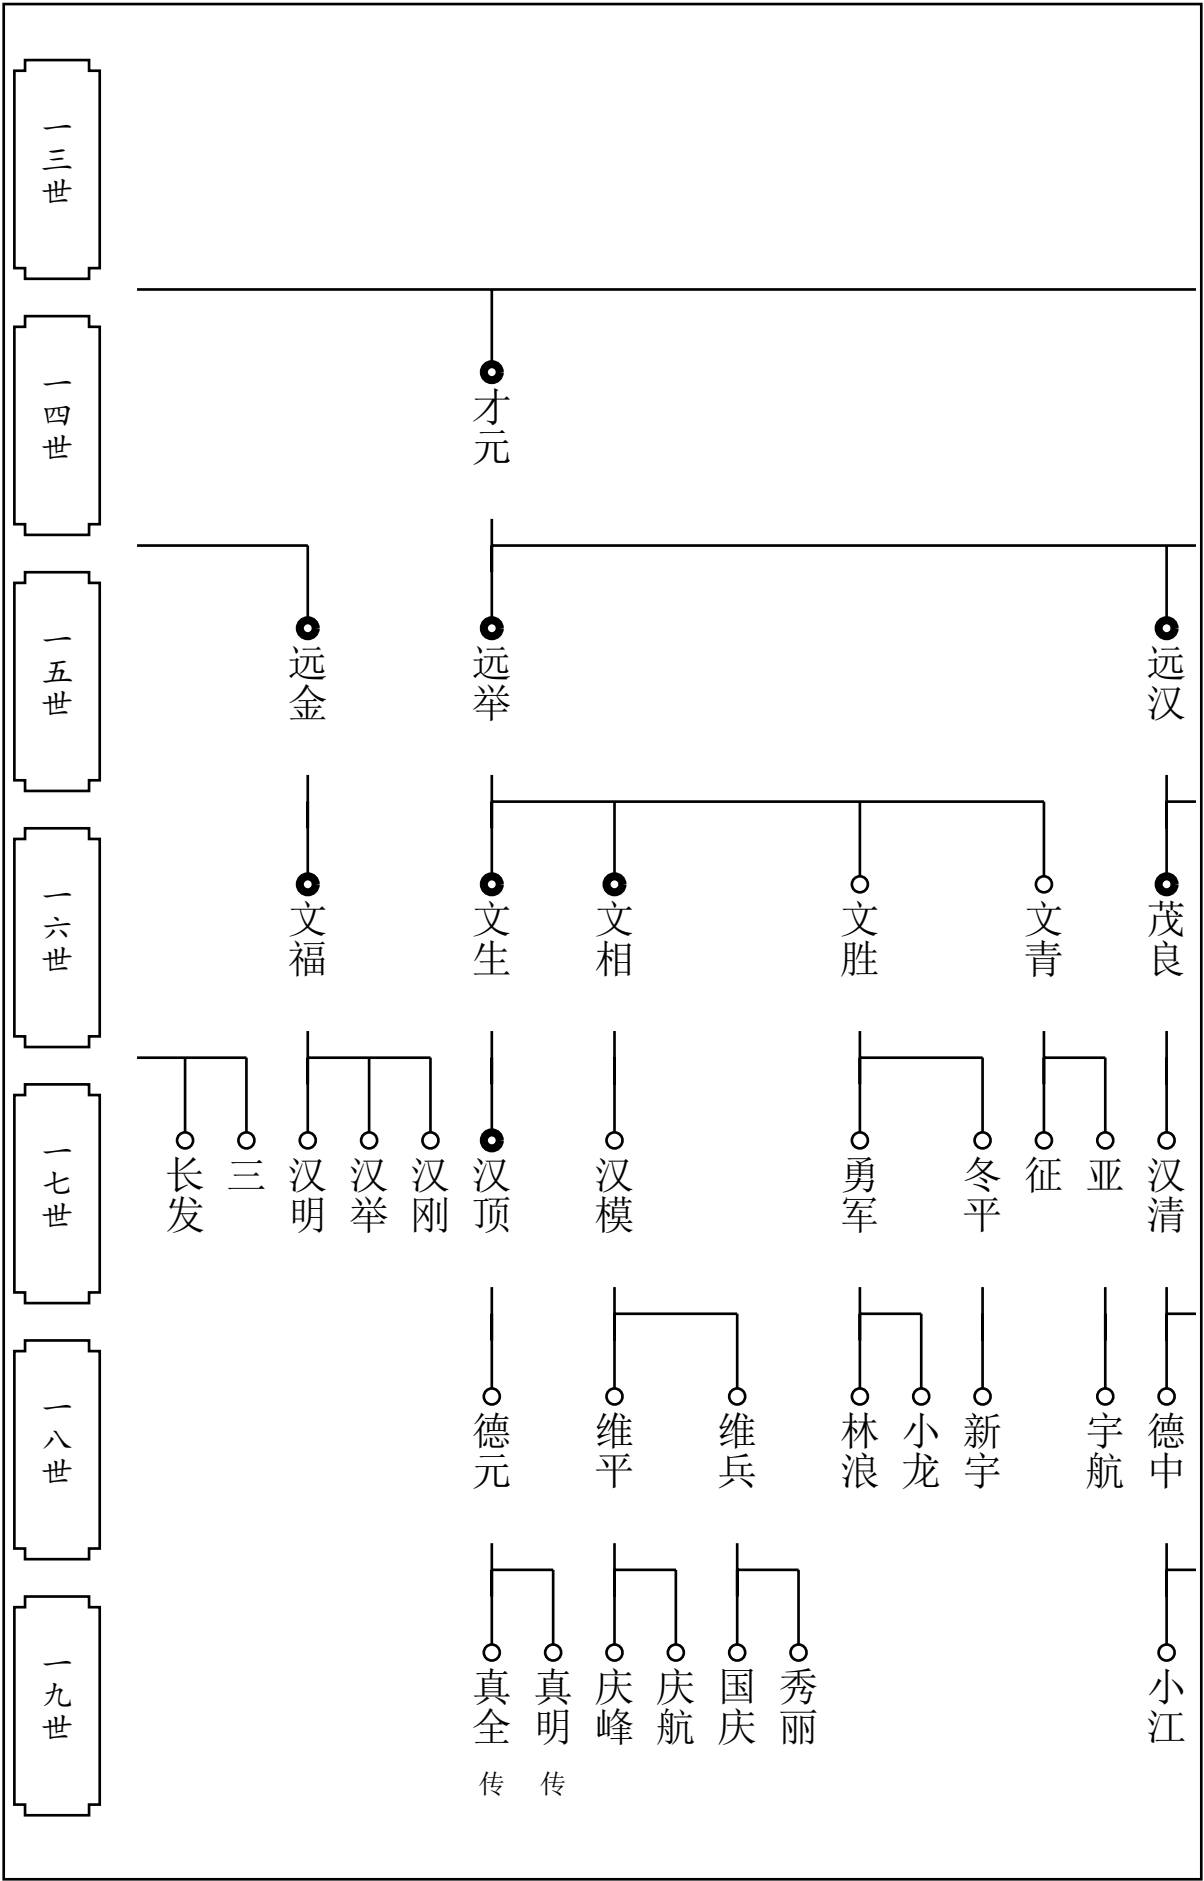 一三世
一四世
才元
一五世
远金
远举
远汉
一六世
文福
文生
文相
文胜
文青
茂良
一七世
长发
三
汉明
汉举
汉刚
汉顶
汉模
勇军
冬平
征
亚
汉清
一八世
德元
维平
维兵
林浪
小龙
新宇
宇航
德中
一九世
真全
传
真明
传
庆峰
庆航
国庆
秀丽
小江